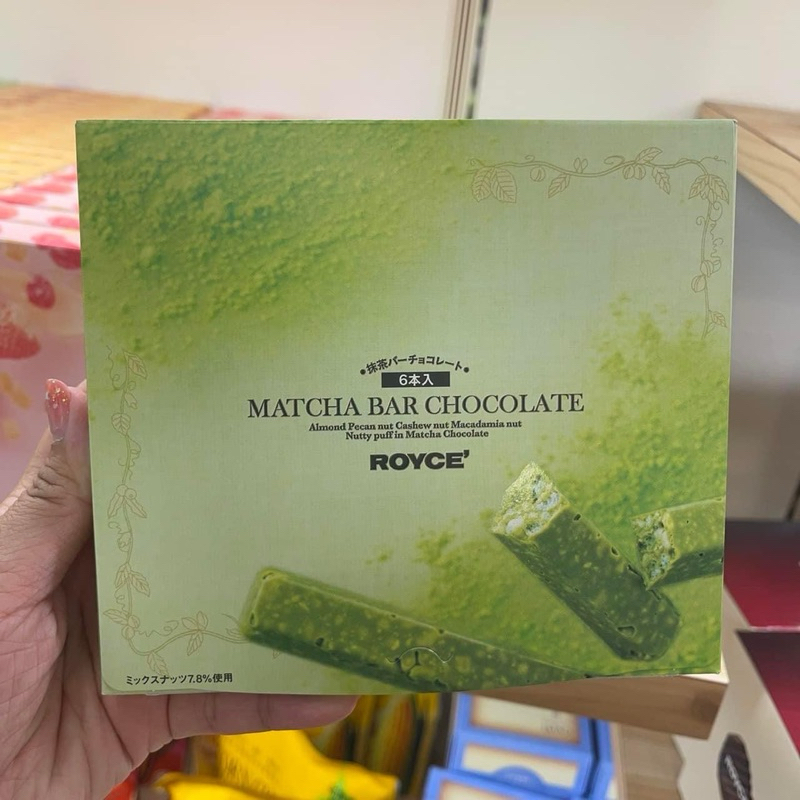 •抹茶バーチョコレート•
6本入
MATCHA BAR CHOCOLATE
Almond Pecan nut Cashew nut Macadamia nut
Nutty puff in Matcha Chocolate
ROYCE'
ミックスナッツ7.8%使用